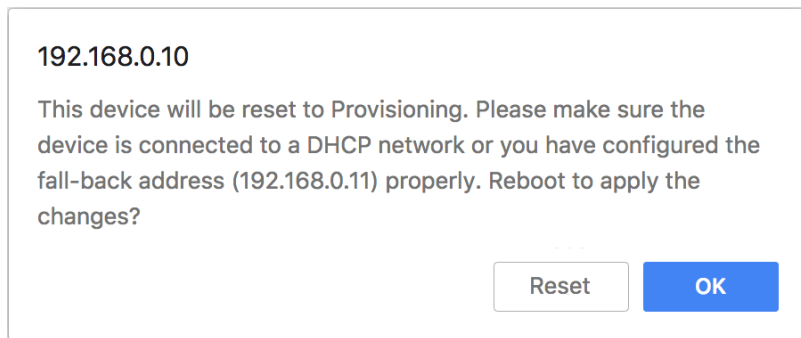 192.168.0.10
This device will be reset to Provisioning. Please make sure the
device is connected to a DHCP network or you have configured the
fall-back address (192.168.0.11) properly. Reboot to apply the
changes?
Reset
OK